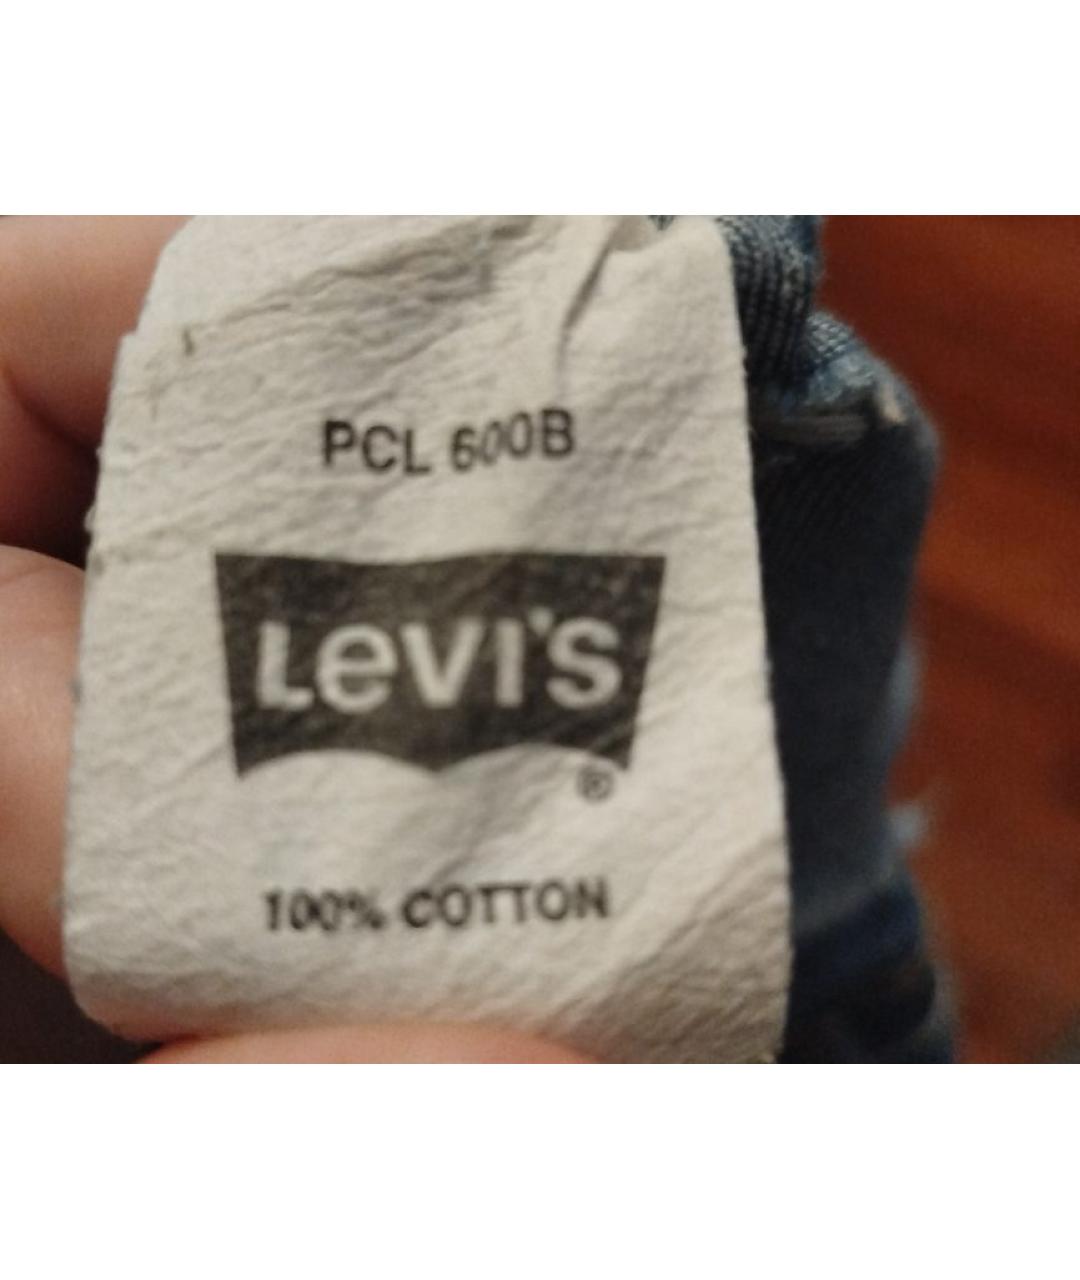 PCL 600B
LEVI'S
®
100% COTTON